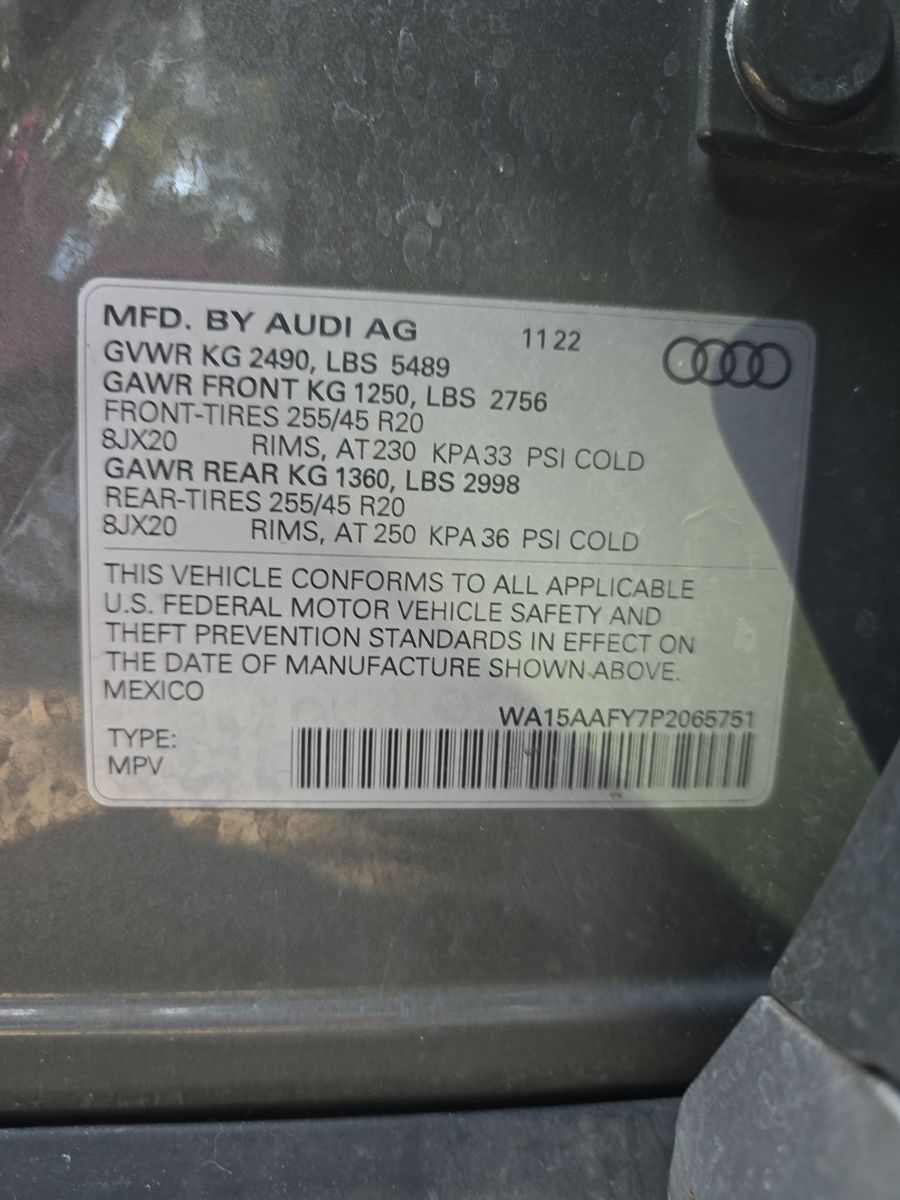 MFD. BY AUDI AG 11 22
GVWR KG 2490, LBS 5489
GAWR FRONT KG 1250, LBS 2756
FRONT-TIRES 255/45 R20
8JX20 RIMS, AT 230 KPA 33 PSI COLD
GAWR REAR KG 1360, LBS 2998
REAR-TIRES 255/45 R20
8JX20 RIMS, AT 250 KPA 36 PSI COLD
THIS VEHICLE CONFORMS TO ALL APPLICABLE
U.S. FEDERAL MOTOR VEHICLE SAFETY AND
THEFT PREVENTION STANDARDS IN EFFECT ON
THE DATE OF MANUFACTURE SHOWN ABOVE.
MEXICO
WA15AAFY7P2065751
TYPE:
MPV